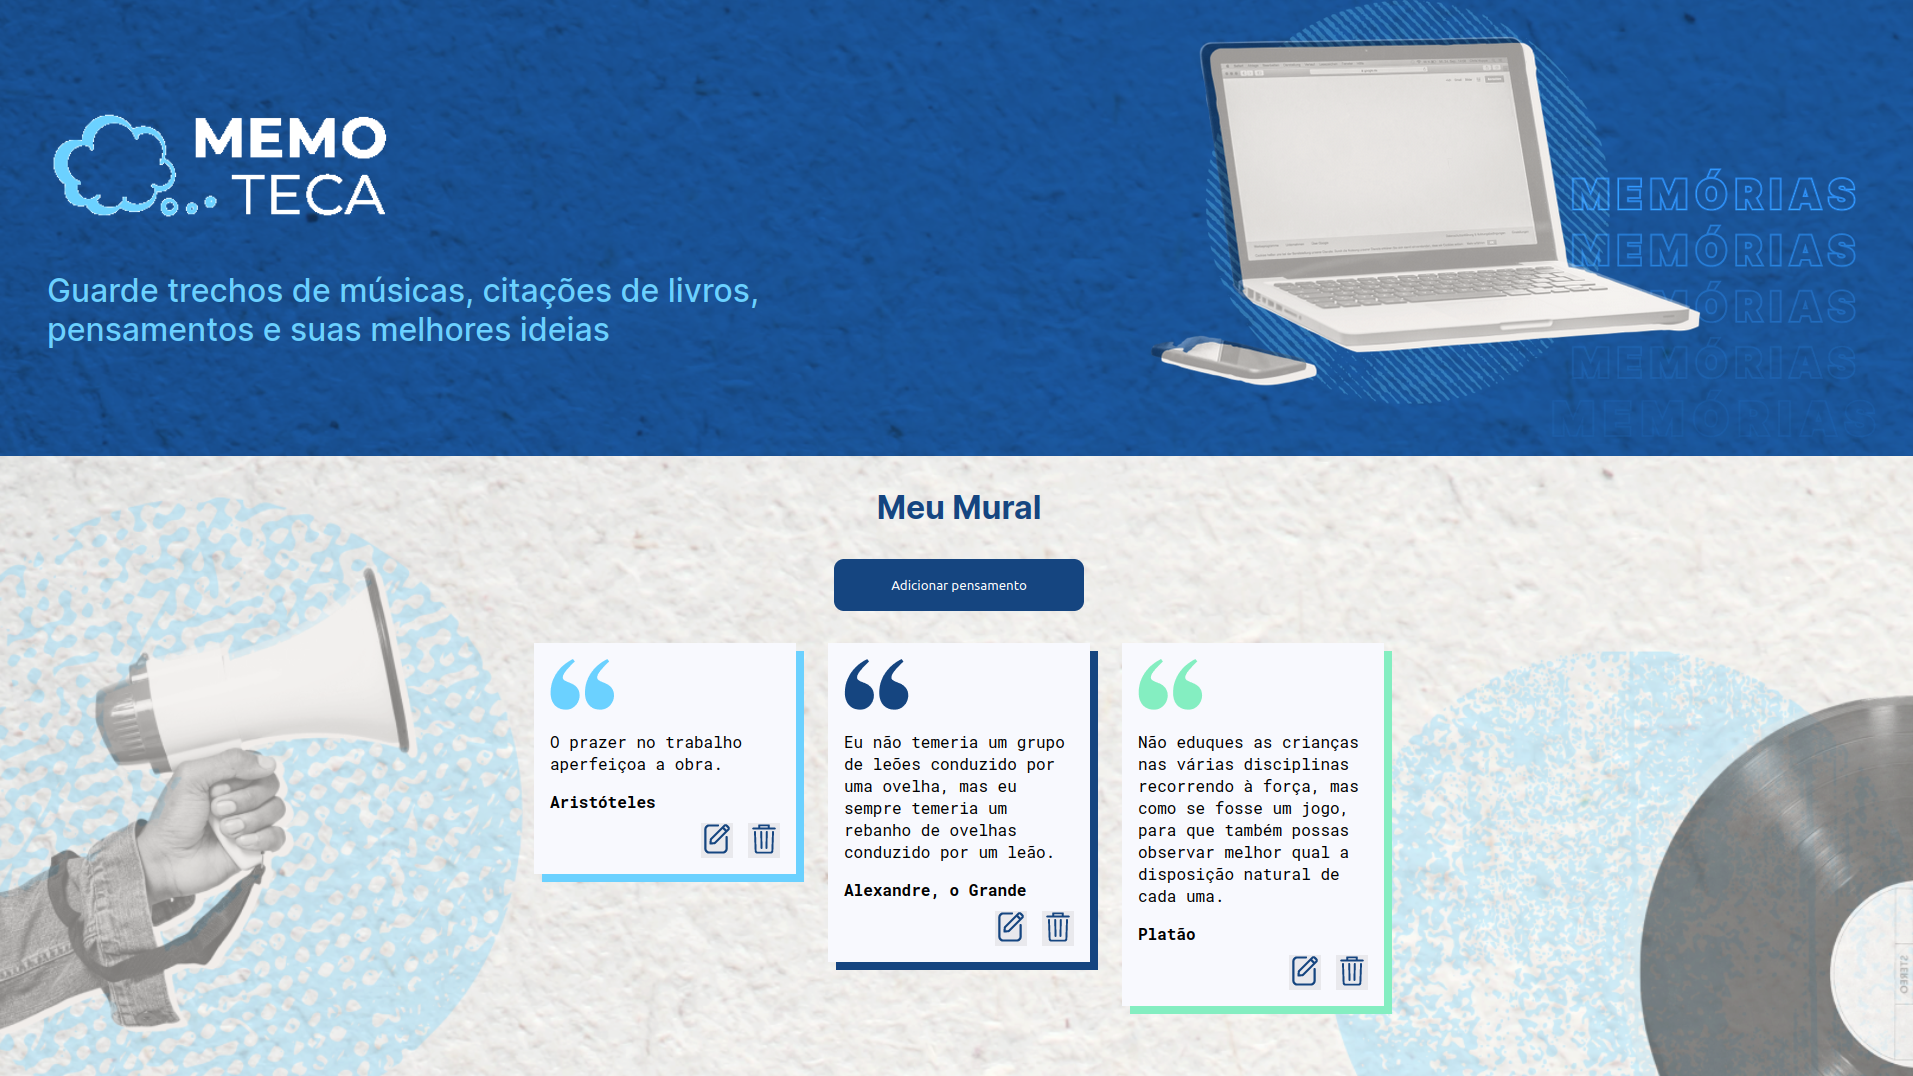 MEMO
TECA
Guarde trechos de músicas, citações de livros,
pensamentos e suas melhores ideias
MEMÓRIAS
MEMÓRIAS
MÓRIAS
MEMÓRIAS
MEMÓRIAS
Meu Mural
Adicionar pensamento
O prazer no trabalho
aperfeiçoa a obra.
Aristóteles
Eu não temeria um grupo
de leões conduzido por
uma ovelha, mas eu
sempre temeria um
rebanho de ovelhas
conduzido por um leão.
Alexandre, o Grande
Não eduques as crianças
nas várias disciplinas
recorrendo à força, mas
como se fosse um jogo,
para que também possas
observar melhor qual a
disposição natural de
cada uma.
Platão
STEREO